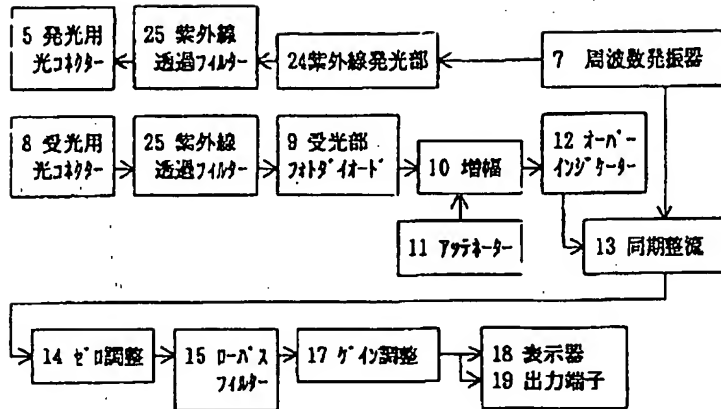 5 発光用
光コネクター
25 紫外線
透過フィルター
24紫外線発光部
7 周波数発振器
8 受光用
光コネクター
25 紫外線
透過フィルター
9 受光部
フォトダイオード
10 増幅
12 オーバー
インジケーター
11 アッテネーター
13 同期整流
14 ゼロ調整
15 ローパス
フィルター
17 ゲイン調整
18 表示器
19 出力端子